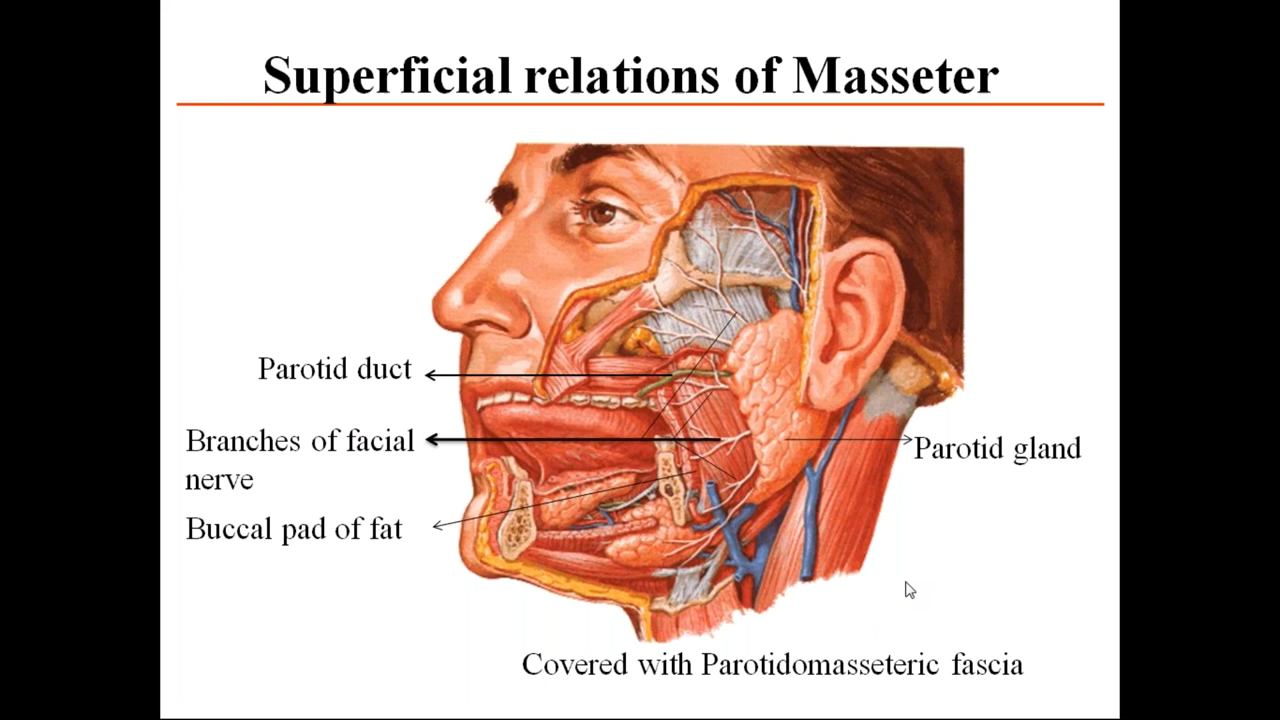 Superficial relations of Masseter
Parotid duct
Branches of facial
nerve
Parotid gland
Buccal pad of fat
Covered with Parotidomasseteric fascia